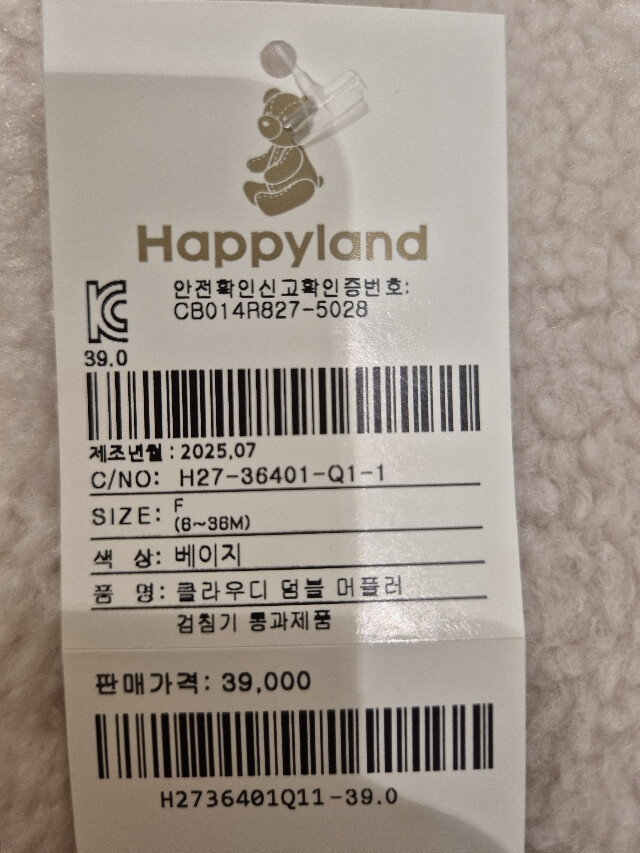 Happyland
안전확인신고확인증번호:
CB014R827-5028
39.0
제조년월 : 2025.07
C/NO: H27-36401-Q1-1
SIZE: F
(6~36M)
색 상: 베이지
품 명: 클라우디 덤블 머플러
검침기 통과제품
판매가격: 39,000
H2736401Q11-39.0